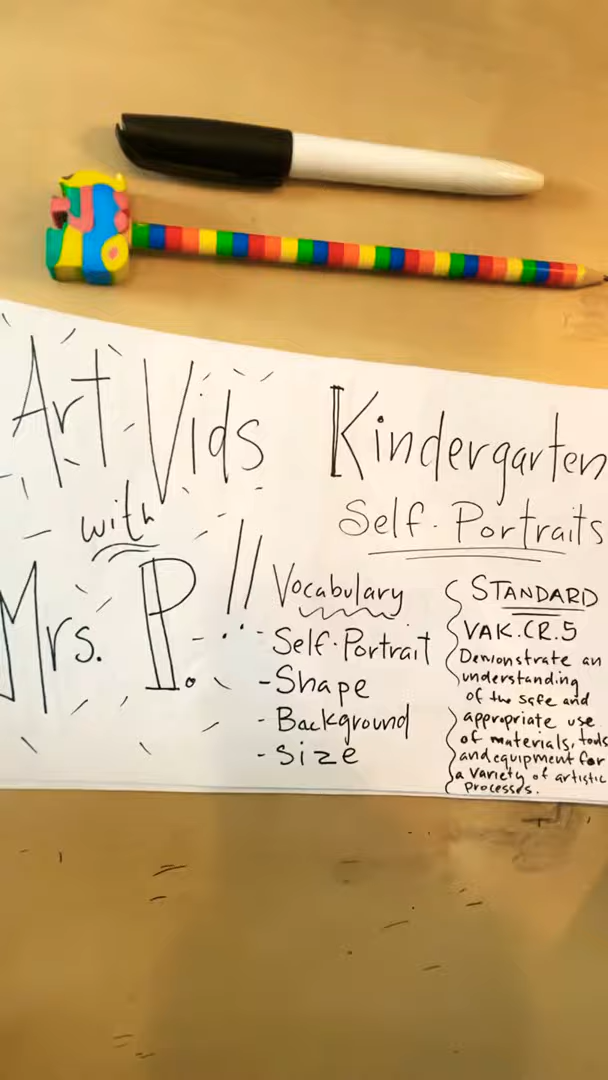 Art Vids
with
Mrs. P. !!
Kindergarten
Self-Portraits
Vocabulary
- Self-Portrait
- Shape
- Background
- Size
STANDARD
VAK.CR.5
Demonstrate an
understanding
of the safe and
appropriate use
of materials, tools
and equipment for
a variety of artistic
processes.